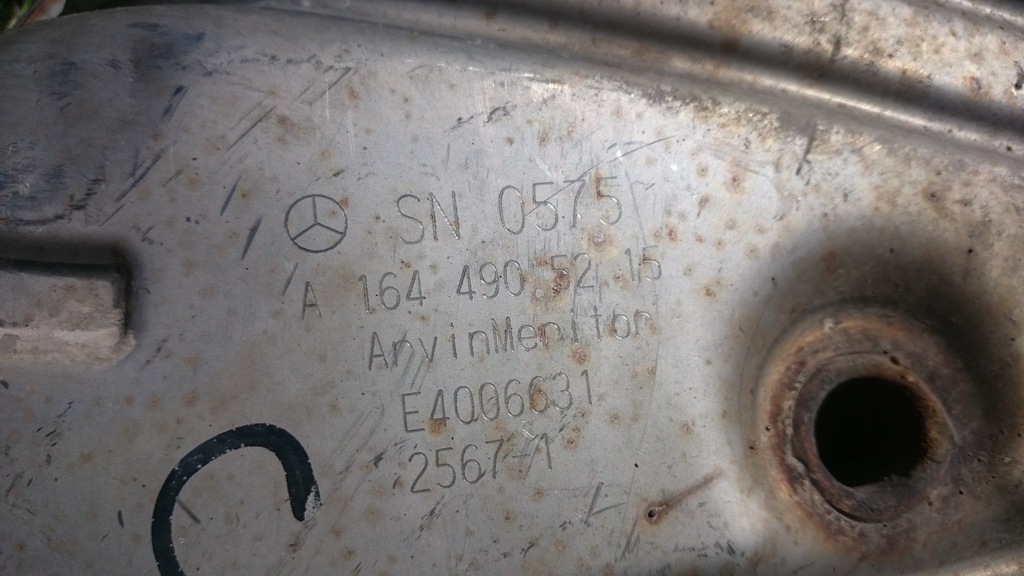 SN 0575
A 164 490 52 15
ArvinMeritor
E4006631
2567-1